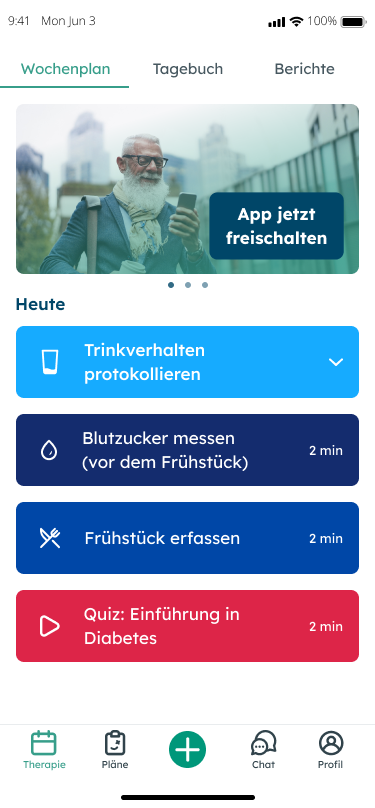 9:41 Mon Jun 3 100%
Wochenplan Tagebuch Berichte
App jetzt
freischalten
Heute
Trinkverhalten
protokollieren
Blutzucker messen
(vor dem Frühstück)
2 min
Frühstück erfassen
2 min
Quiz: Einführung in
Diabetes
2 min
Therapie Pläne Chat Profil